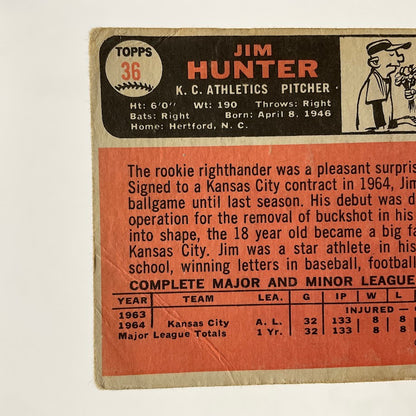 TOPPS
36
JIM
HUNTER
K. C. ATHLETICS PITCHER
Ht: 6'0" Wt: 190 Throws: Right
Bats: Right Born: April 8, 1946
Home: Hertford, N. C.
The rookie righthander was a pleasant surpris
Signed to a Kansas City contract in 1964, Jim
ballgame until last season. His debut was d
operation for the removal of buckshot in his
into shape, the 18 year old became a big fa
Kansas City. Jim was a star athlete in his
school, winning letters in baseball, football
COMPLETE MAJOR AND MINOR LEAGUE
YEAR TEAM LEA. G IP W L
1963 INJURED—
1964 Kansas City A. L. 32 133 8 8
Major League Totals 1 Yr. 32 133 8 8